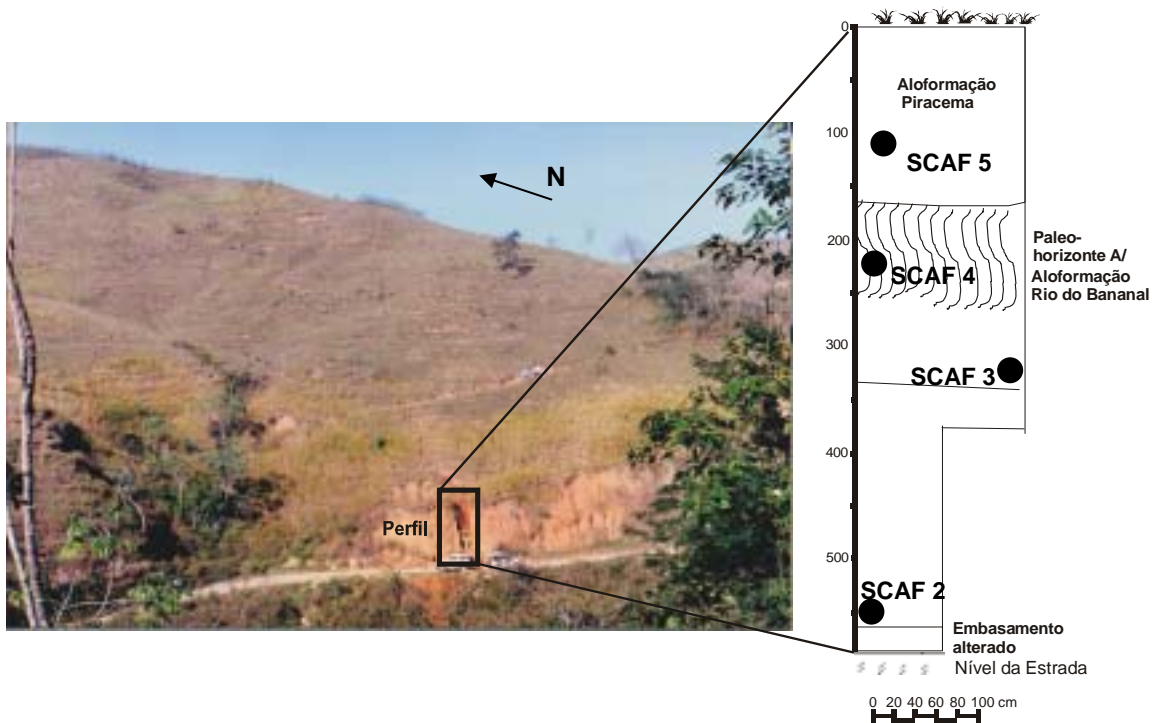 N
Perfil
0
100
200
300
400
500
Aloformação
Piracema
SCAF 5
SCAF 4
Paleo-
horizonte A/
Aloformação
Rio do Bananal
SCAF 3
SCAF 2
Embasamento
alterado
Nível da Estrada
0 20 40 60 80 100 cm